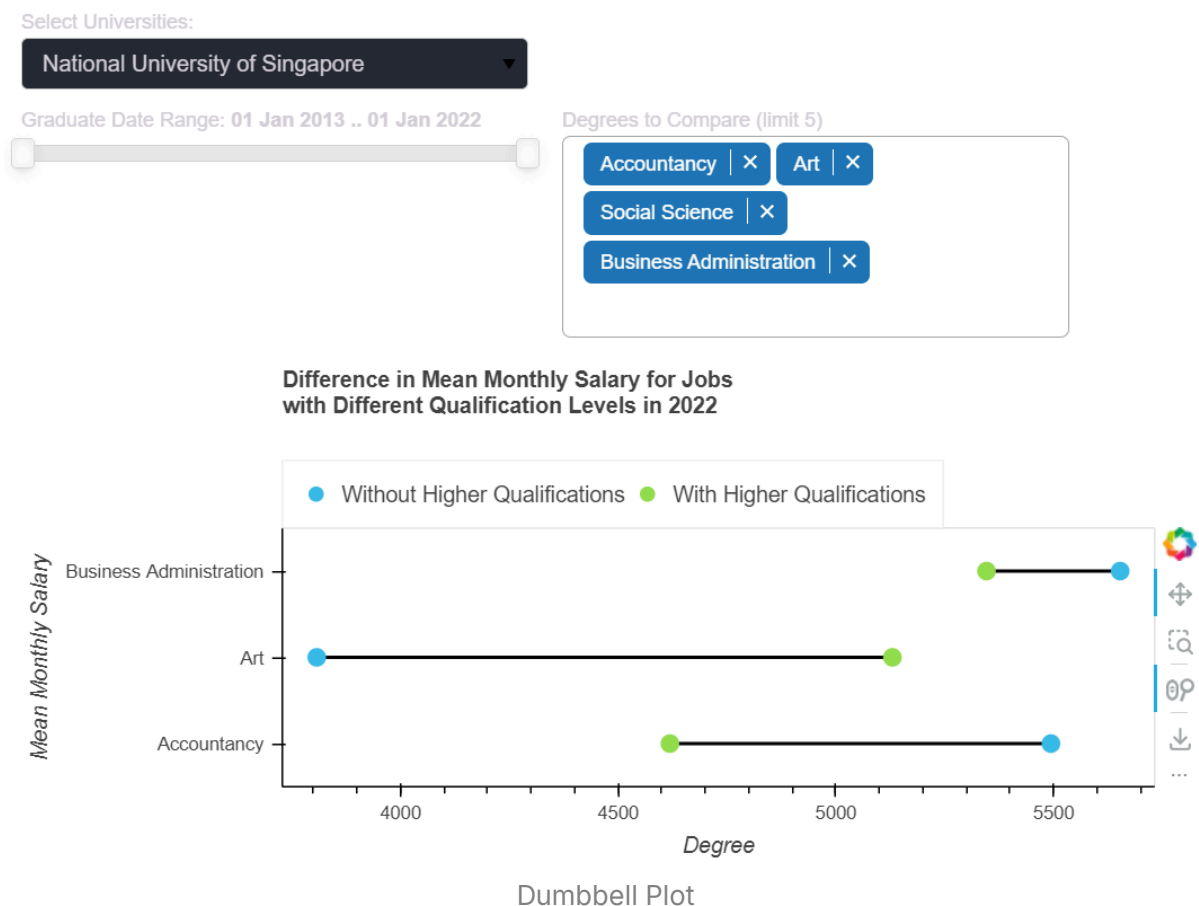 Select Universities:
National University of Singapore
Graduate Date Range: 01 Jan 2013 .. 01 Jan 2022
Degrees to Compare (limit 5)
Accountancy ✕ Art ✕
Social Science ✕
Business Administration ✕
Difference in Mean Monthly Salary for Jobs
with Different Qualification Levels in 2022
Without Higher Qualifications With Higher Qualifications
Mean Monthly Salary
Business Administration
Art
Accountancy
4000 4500 5000 5500
Degree
Dumbbell Plot